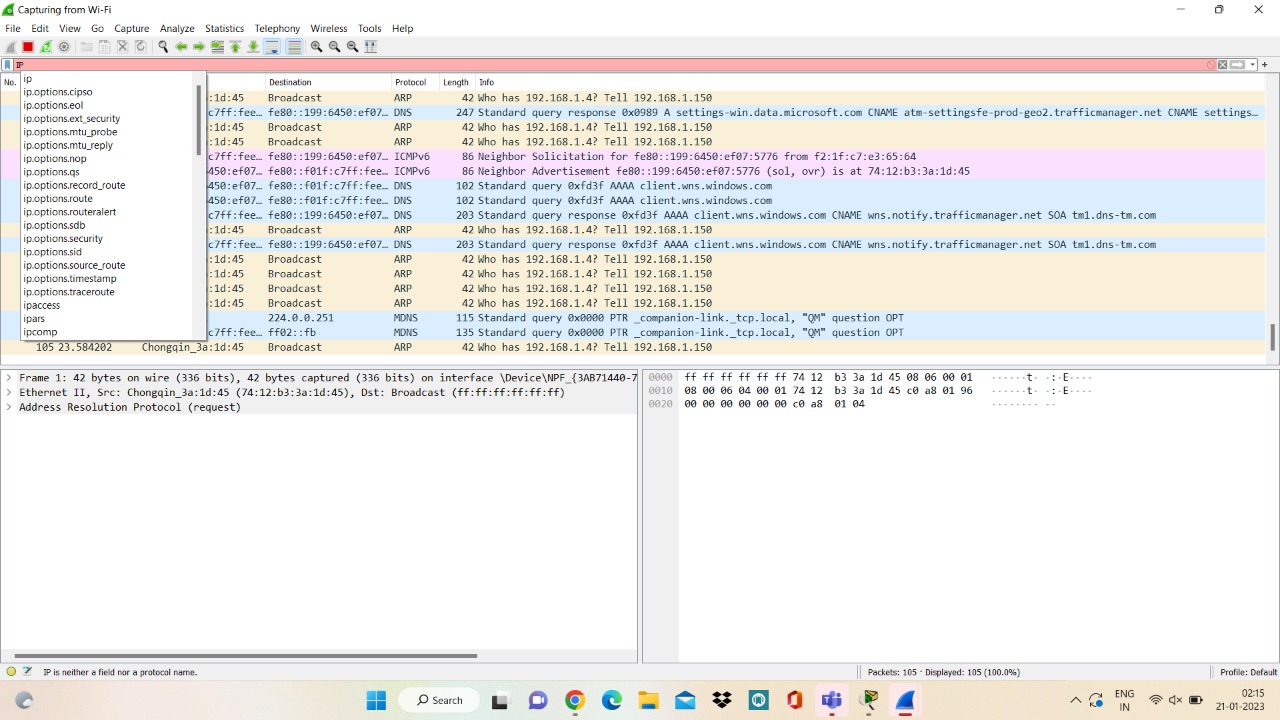 Capturing from Wi-Fi
File Edit View Go Capture Analyze Statistics Telephony Wireless Tools Help
IP
No. Destination Protocol Length Info
ip
ip.options.cipso
ip.options.eol
ip.options.ext_security
ip.options.mtu_probe
ip.options.mtu_reply
ip.options.nop
ip.options.qs
ip.options.record_route
ip.options.route
ip.options.routeralert
ip.options.sdb
ip.options.security
ip.options.sid
ip.options.source_route
ip.options.timestamp
ip.options.traceroute
ipaccess
ipars
ipcomp
:1d:45 Broadcast ARP 42 Who has 192.168.1.4? Tell 192.168.1.150
c7ff:fee… fe80::199:6450:ef07… DNS 247 Standard query response 0x0989 A settings-win.data.microsoft.com CNAME atm-settingsfe-prod-geo2.trafficmanager.net CNAME settings…
:1d:45 Broadcast ARP 42 Who has 192.168.1.4? Tell 192.168.1.150
:1d:45 Broadcast ARP 42 Who has 192.168.1.4? Tell 192.168.1.150
c7ff:fee… fe80::199:6450:ef07… ICMPv6 86 Neighbor Solicitation for fe80::199:6450:ef07:5776 from f2:1f:c7:e3:65:64
450:ef07… fe80::f01f:c7ff:fee… ICMPv6 86 Neighbor Advertisement fe80::199:6450:ef07:5776 (sol, ovr) is at 74:12:b3:3a:1d:45
450:ef07… fe80::f01f:c7ff:fee… DNS 102 Standard query 0xfd3f AAAA client.wns.windows.com
450:ef07… fe80::f01f:c7ff:fee… DNS 102 Standard query 0xfd3f AAAA client.wns.windows.com
c7ff:fee… fe80::199:6450:ef07… DNS 203 Standard query response 0xfd3f AAAA client.wns.windows.com CNAME wns.notify.trafficmanager.net SOA tm1.dns-tm.com
:1d:45 Broadcast ARP 42 Who has 192.168.1.4? Tell 192.168.1.150
c7ff:fee… fe80::199:6450:ef07… DNS 203 Standard query response 0xfd3f AAAA client.wns.windows.com CNAME wns.notify.trafficmanager.net SOA tm1.dns-tm.com
:1d:45 Broadcast ARP 42 Who has 192.168.1.4? Tell 192.168.1.150
:1d:45 Broadcast ARP 42 Who has 192.168.1.4? Tell 192.168.1.150
:1d:45 Broadcast ARP 42 Who has 192.168.1.4? Tell 192.168.1.150
:1d:45 Broadcast ARP 42 Who has 192.168.1.4? Tell 192.168.1.150
224.0.0.251 MDNS 115 Standard query 0x0000 PTR _companion-link._tcp.local, "QM" question OPT
c7ff:fee… ff02::fb MDNS 135 Standard query 0x0000 PTR _companion-link._tcp.local, "QM" question OPT
105 23.584202 Chongqin_3a:1d:45 Broadcast ARP 42 Who has 192.168.1.4? Tell 192.168.1.150
Frame 1: 42 bytes on wire (336 bits), 42 bytes captured (336 bits) on interface \Device\NPF_{3AB71440-7
Ethernet II, Src: Chongqin_3a:1d:45 (74:12:b3:3a:1d:45), Dst: Broadcast (ff:ff:ff:ff:ff:ff)
Address Resolution Protocol (request)
0000 ff ff ff ff ff ff 74 12 b3 3a 1d 45 08 06 00 01 ······t· ·:·E····
0010 08 00 06 04 00 01 74 12 b3 3a 1d 45 c0 a8 01 96 ······t· ·:·E····
0020 00 00 00 00 00 00 c0 a8 01 04 ········ ··
IP is neither a field nor a protocol name.
Packets: 105 · Displayed: 105 (100.0%)
Profile: Default
Search
ENG
IN
02:15
21-01-2023